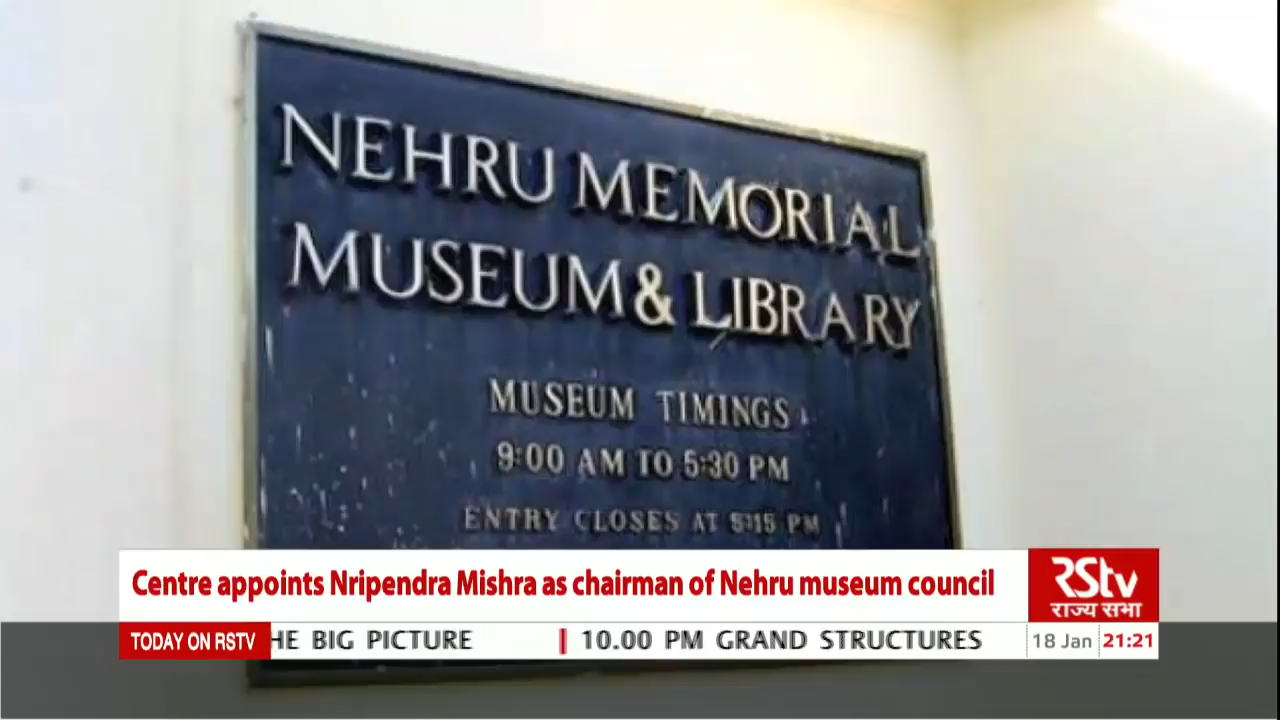 NEHRU MEMORIAL
MUSEUM & LIBRARY
MUSEUM TIMINGS
9:00 AM TO 5:30 PM
ENTRY CLOSES AT 5:15 PM
Centre appoints Nripendra Mishra as chairman of Nehru museum council
RStv
राज्य सभा
TODAY ON RSTV
HE BIG PICTURE | 10.00 PM GRAND STRUCTURES
18 Jan 21:21